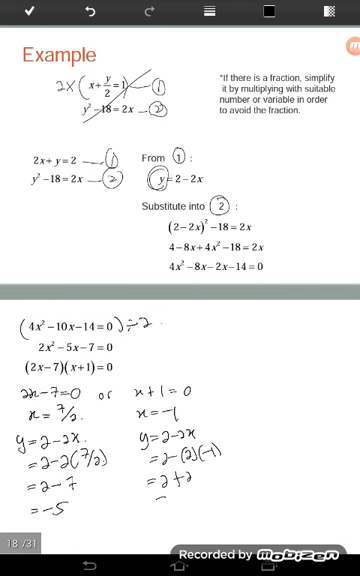 Example
2x ( x + y/2 = 1 ) — ①
y² − 18 = 2x — ②
*If there is a fraction, simplify
it by multiplying with suitable
number or variable in order
to avoid the fraction.
2x + y = 2 — ①
y² − 18 = 2x — ②
From ① :
y = 2 − 2x
Substitute into ② :
(2 − 2x)² − 18 = 2x
4 − 8x + 4x² − 18 = 2x
4x² − 8x − 2x − 14 = 0
(4x² − 10x − 14 = 0) ÷ 2
2x² − 5x − 7 = 0
(2x − 7)(x + 1) = 0
2x − 7 = 0 or x + 1 = 0
x = 7/2 x = −1
y = 2 − 2x. y = 2 − 2x
= 2 − 2(7/2) = 2 − (2)(−1)
= 2 − 7 = 2 + 2
= −5 =
18 / 31
Recorded by Mobizen